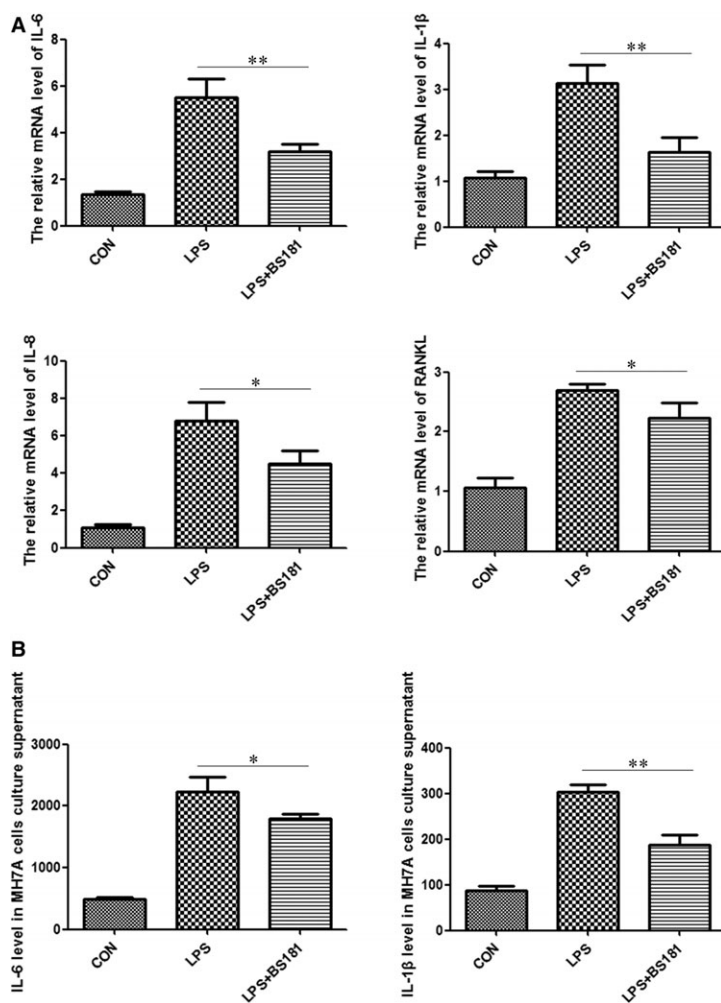 A
The relative mRNA level of IL-6
8
6
4
2
0
**
CON
LPS
LPS+BS181
The relative mRNA level of IL-1β
4
3
2
1
0
**
CON
LPS
LPS+BS181
The relative mRNA level of IL-8
10
8
6
4
2
0
*
CON
LPS
LPS+BS181
The relative mRNA level of RANKL
3
2
1
0
*
CON
LPS
LPS+BS181
B
IL-6 level in MH7A cells culture supernatant
3000
2000
1000
0
*
CON
LPS
LPS+BS181
IL-1β level in MH7A cells culture supernatant
400
300
200
100
0
**
CON
LPS
LPS+BS181